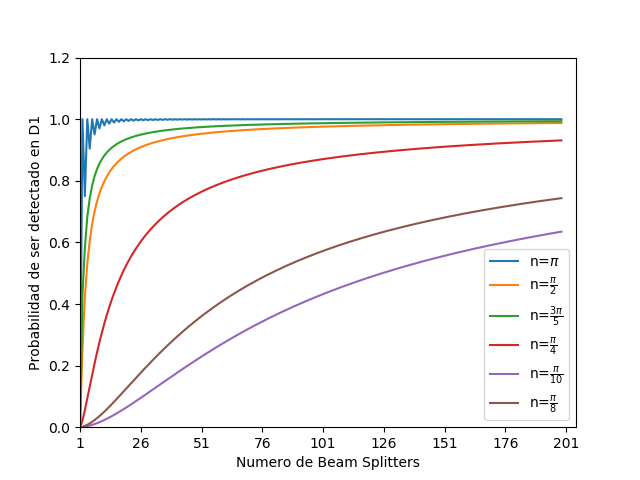 1.2
1.0
0.8
0.6
0.4
0.2
0.0
Probabilidad de ser detectado en D1
n=π
n=π/2
n=3π/5
n=π/4
n=π/10
n=π/8
1 26 51 76 101 126 151 176 201
Numero de Beam Splitters